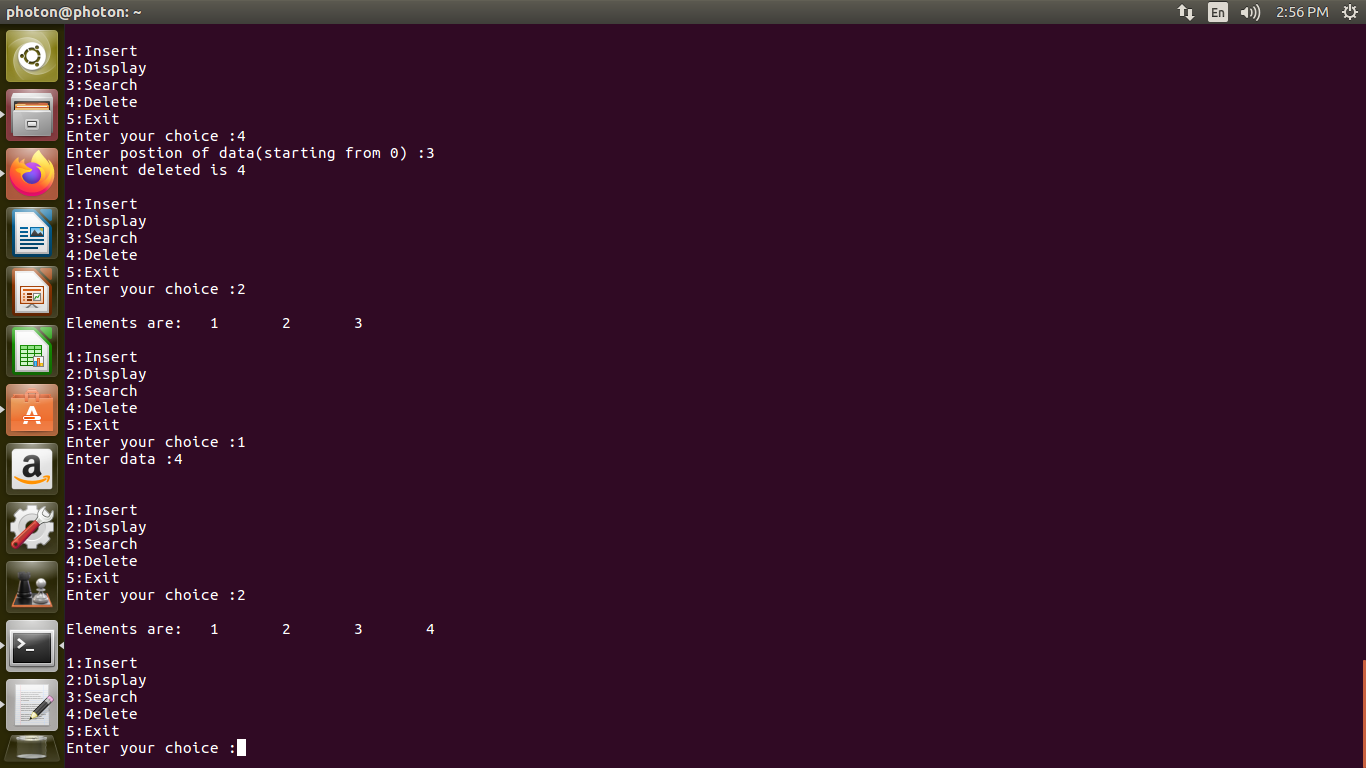 photon@photon: ~
En
2:56 PM
1:Insert
2:Display
3:Search
4:Delete
5:Exit
Enter your choice :4
Enter postion of data(starting from 0) :3
Element deleted is 4
1:Insert
2:Display
3:Search
4:Delete
5:Exit
Enter your choice :2
Elements are:   1       2       3
1:Insert
2:Display
3:Search
4:Delete
5:Exit
Enter your choice :1
Enter data :4
1:Insert
2:Display
3:Search
4:Delete
5:Exit
Enter your choice :2
Elements are:   1       2       3       4
1:Insert
2:Display
3:Search
4:Delete
5:Exit
Enter your choice :